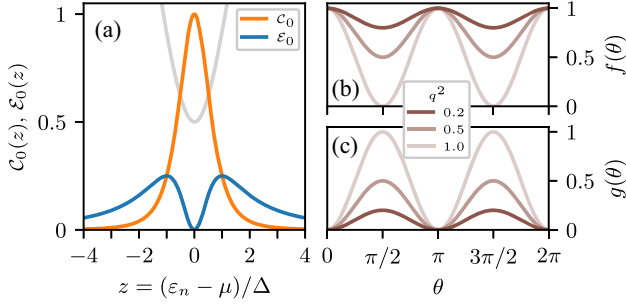 (a)
𝒞₀
ℰ₀
1
0.5
0
𝒞₀(z), ℰ₀(z)
−4 −2 0 2 4
z = (εₙ − μ)/Δ
(b)
1
0.5
0
f(θ)
q²
0.2
0.5
1.0
(c)
1
0.5
0
g(θ)
0 π/2 π 3π/2 2π
θ